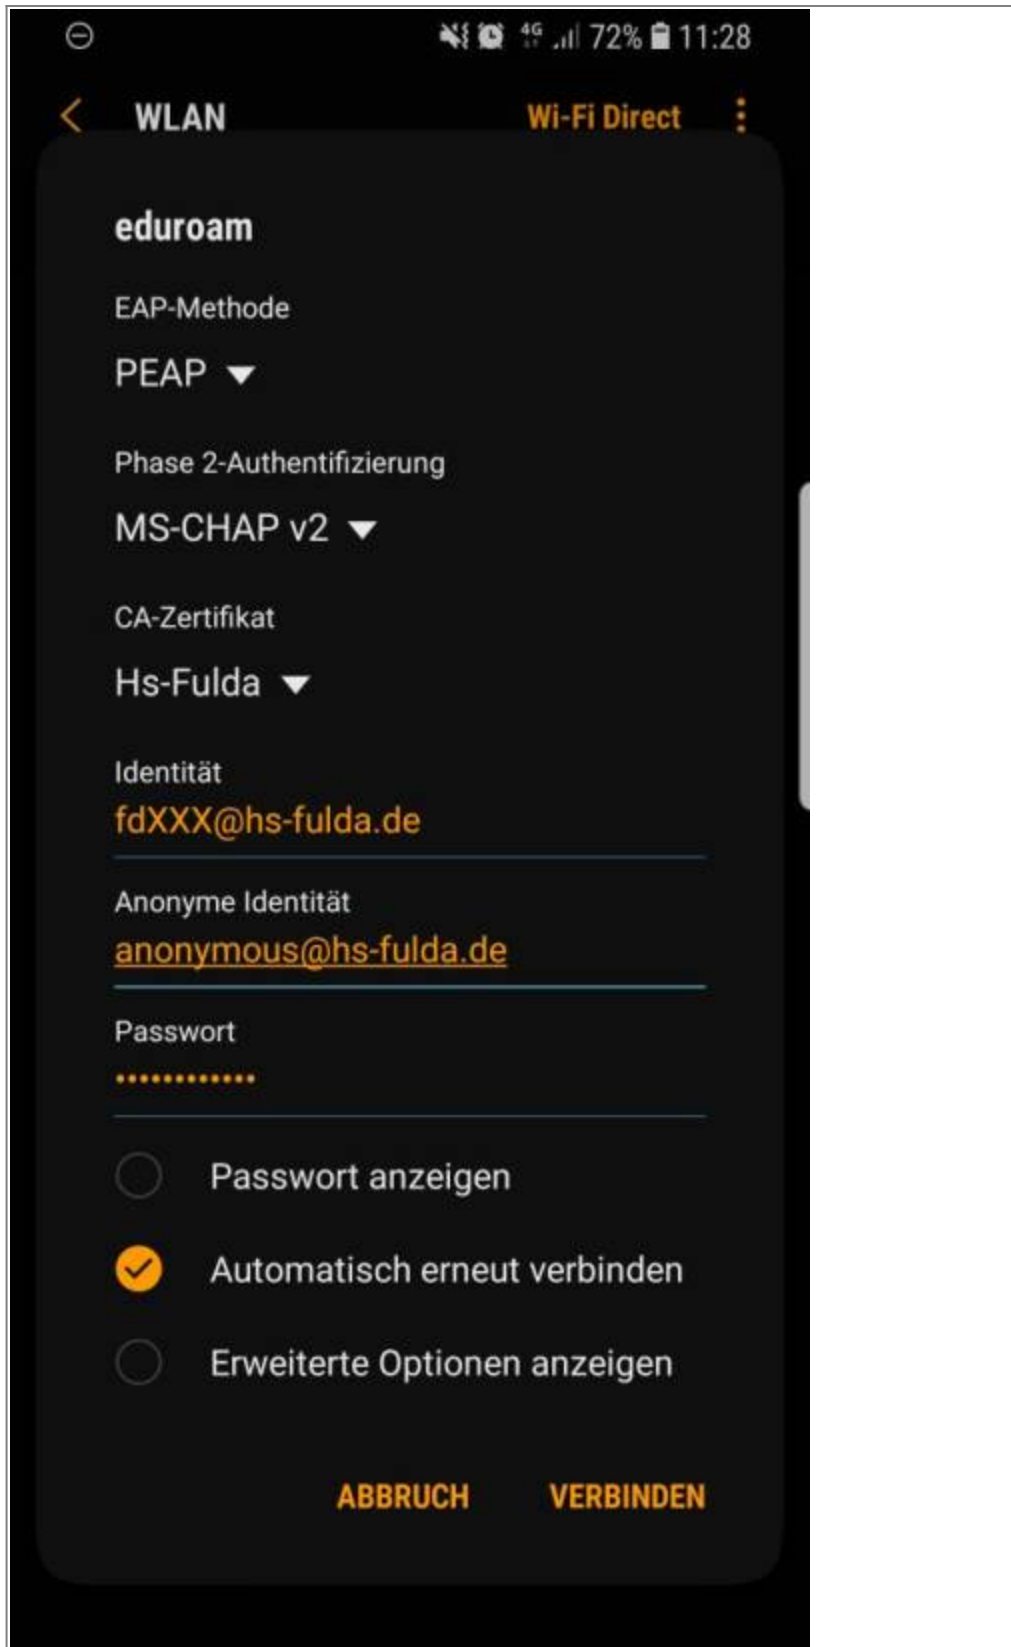 4G 72% 11:28
WLAN Wi-Fi Direct
eduroam
EAP-Methode
PEAP
Phase 2-Authentifizierung
MS-CHAP v2
CA-Zertifikat
Hs-Fulda
Identität
fdXXX@hs-fulda.de
Anonyme Identität
anonymous@hs-fulda.de
Passwort
••••••••••••
Passwort anzeigen
Automatisch erneut verbinden
Erweiterte Optionen anzeigen
ABBRUCH VERBINDEN